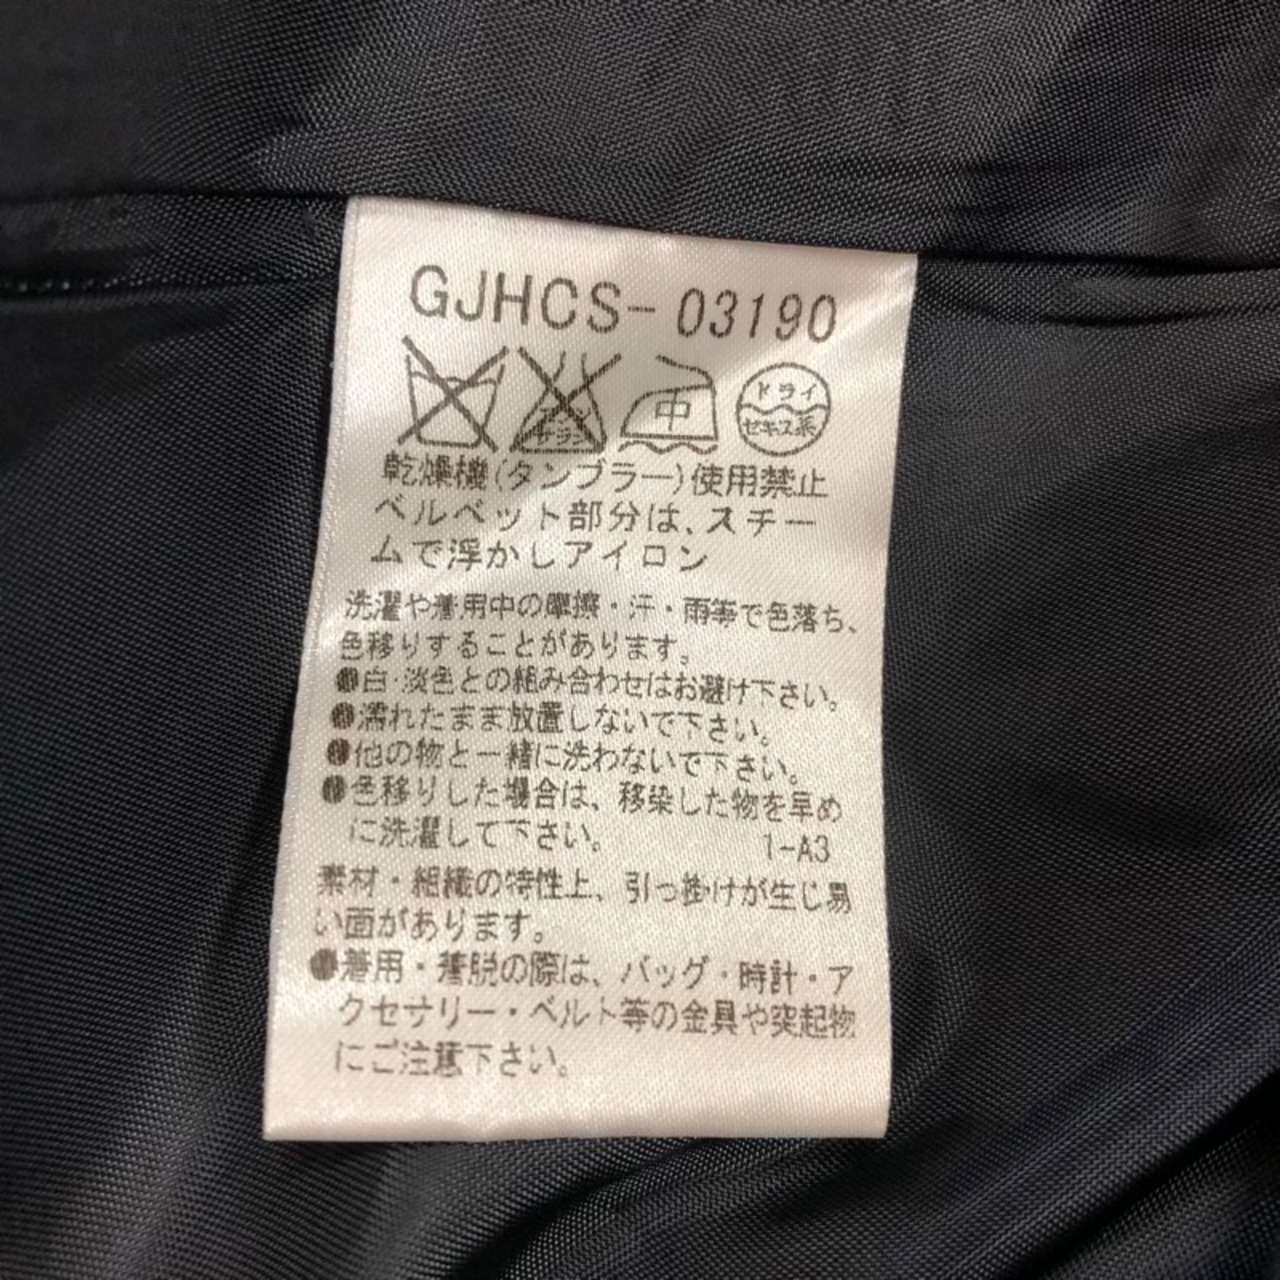 GJHCS-03190
エンソサラシ
中
ドライ
セキユ系
乾燥機(タンブラー)使用禁止
ベルベット部分は、スチー
ムで浮かしアイロン
洗濯や着用中の摩擦・汗・雨等で色落ち、
色移りすることがあります。
●白・淡色との組み合わせはお避け下さい。
●濡れたまま放置しないで下さい。
●他の物と一緒に洗わないで下さい。
●色移りした場合は、移染した物を早め
に洗濯して下さい。
1-A3
素材・組織の特性上、引っ掛けが生じ易
い面があります。
●着用・着脱の際は、バッグ・時計・ア
クセサリー・ベルト等の金具や突起物
にご注意下さい。